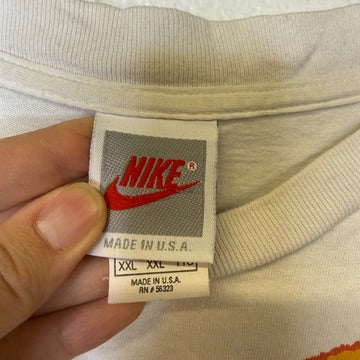 NIKE®
MADE IN U.S.A.
XXL XXL
MADE IN U.S.A.
RN # 56323